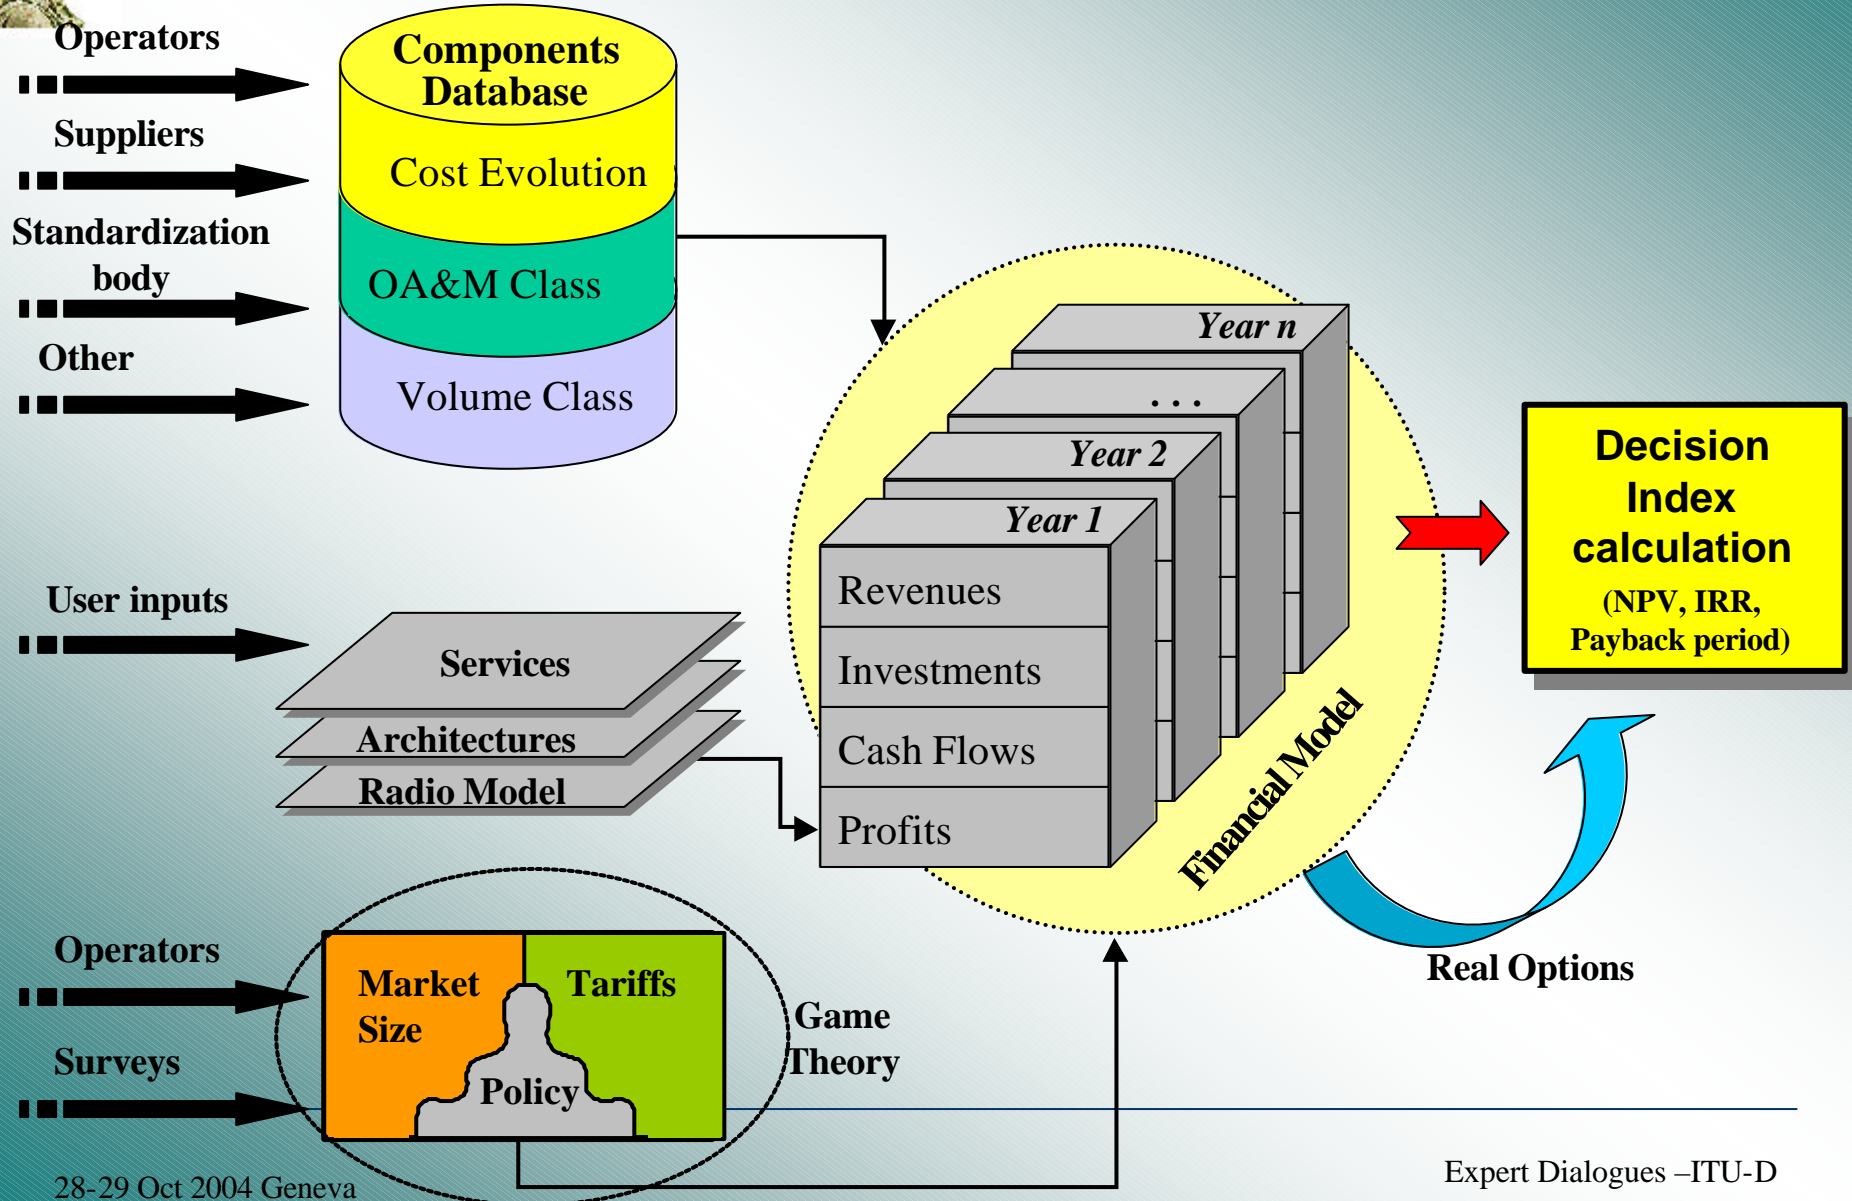 Operators
Suppliers
Standardization
body
Other
Components
Database
Cost Evolution
OA&M Class
Volume Class
User inputs
Services
Architectures
Radio Model
Year n
. . .
Year 2
Year 1
Revenues
Investments
Cash Flows
Profits
Financial Model
Decision
Index
calculation
(NPV, IRR,
Payback period)
Real Options
Operators
Surveys
Market
Size
Tariffs
Policy
Game
Theory
28-29 Oct 2004 Geneva
Expert Dialogues –ITU-D